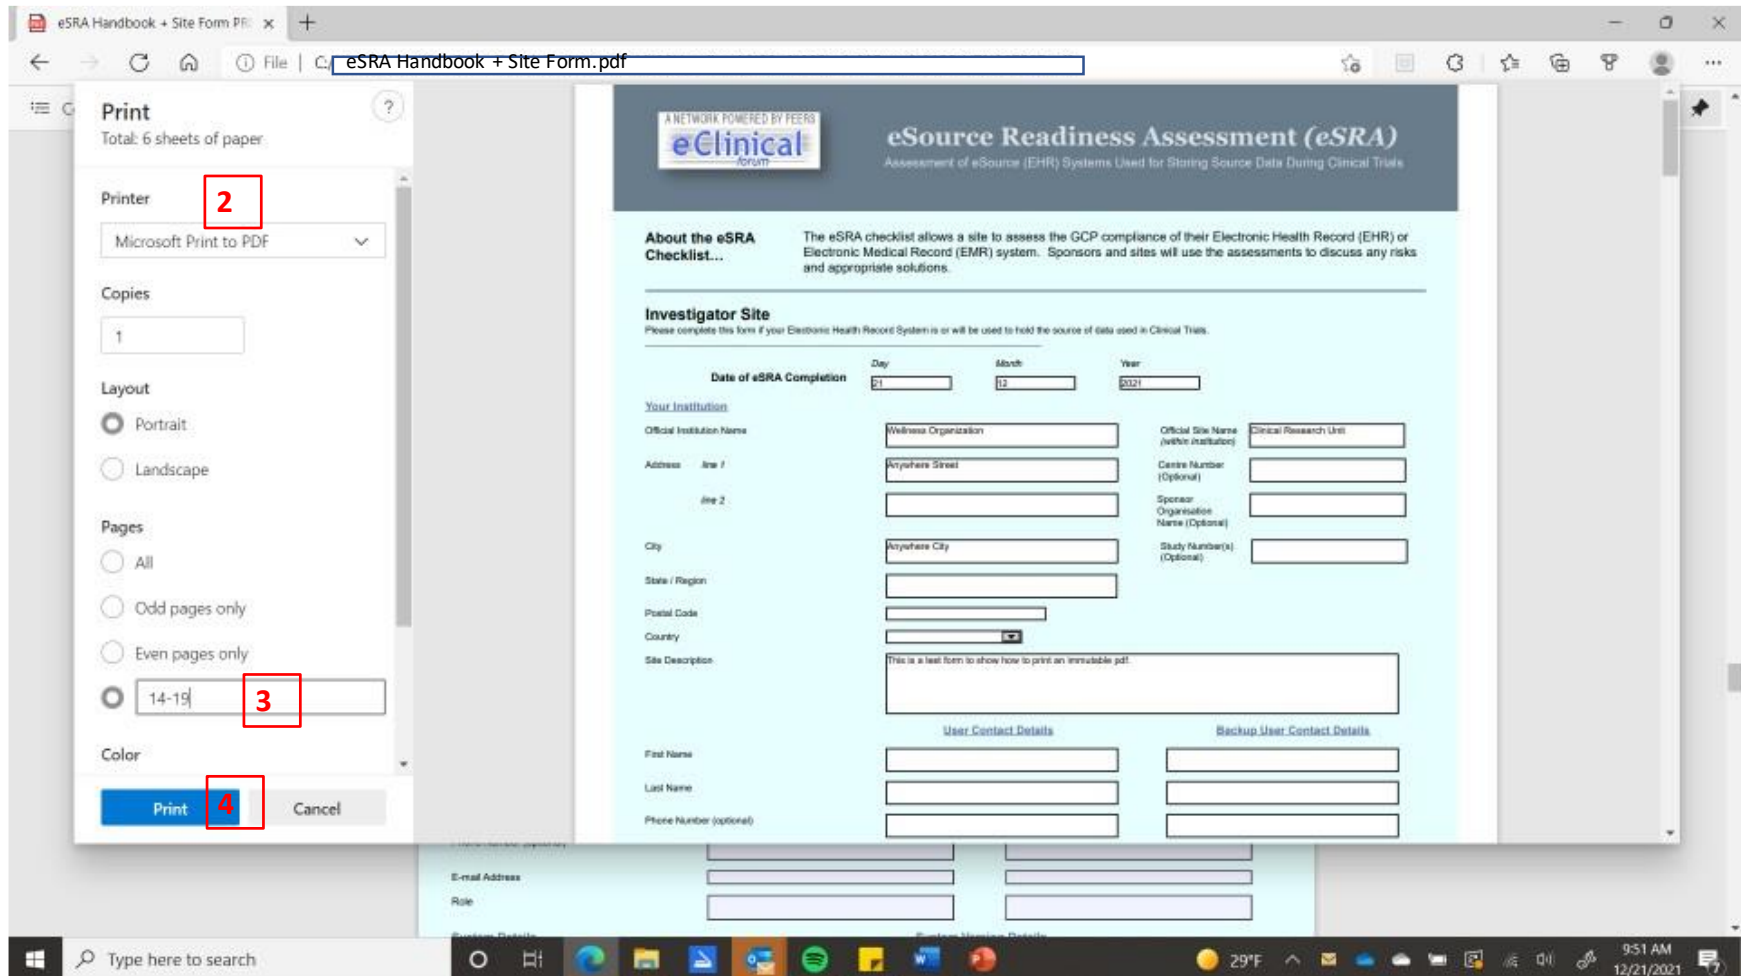 eSRA Handbook + Site Form PR
File | C:/ eSRA Handbook + Site Form.pdf
Print
?
Total: 6 sheets of paper
Printer
2
Microsoft Print to PDF
Copies
1
Layout
Portrait
Landscape
Pages
All
Odd pages only
Even pages only
14-19
3
Color
Print
4
Cancel
A NETWORK POWERED BY PEERS
eClinical
forum
eSource Readiness Assessment (eSRA)
Assessment of eSource (EHR) Systems Used for Storing Source Data During Clinical Trials
About the eSRA
Checklist...
The eSRA checklist allows a site to assess the GCP compliance of their Electronic Health Record (EHR) or
Electronic Medical Record (EMR) system. Sponsors and sites will use the assessments to discuss any risks
and appropriate solutions.
Investigator Site
Please complete this form if your Electronic Health Record System is or will be used to hold the source of data used in Clinical Trials.
Day Month Year
Date of eSRA Completion 21 12 2021
Your Institution
Official Institution Name Wellness Organization
Official Site Name
(within institution)
Clinical Research Unit
Address line 1 Anywhere Street
Centre Number
(Optional)
line 2
Sponsor
Organisation
Name (Optional)
City Anywhere City
Study Number(s)
(Optional)
State / Region
Postal Code
Country
Site Description This is a test form to show how to print an immutable pdf.
User Contact Details Backup User Contact Details
First Name
Last Name
Phone Number (optional)
E-mail Address
Role
System Details System Version Details
Type here to search
29°F
9:51 AM
12/21/2021